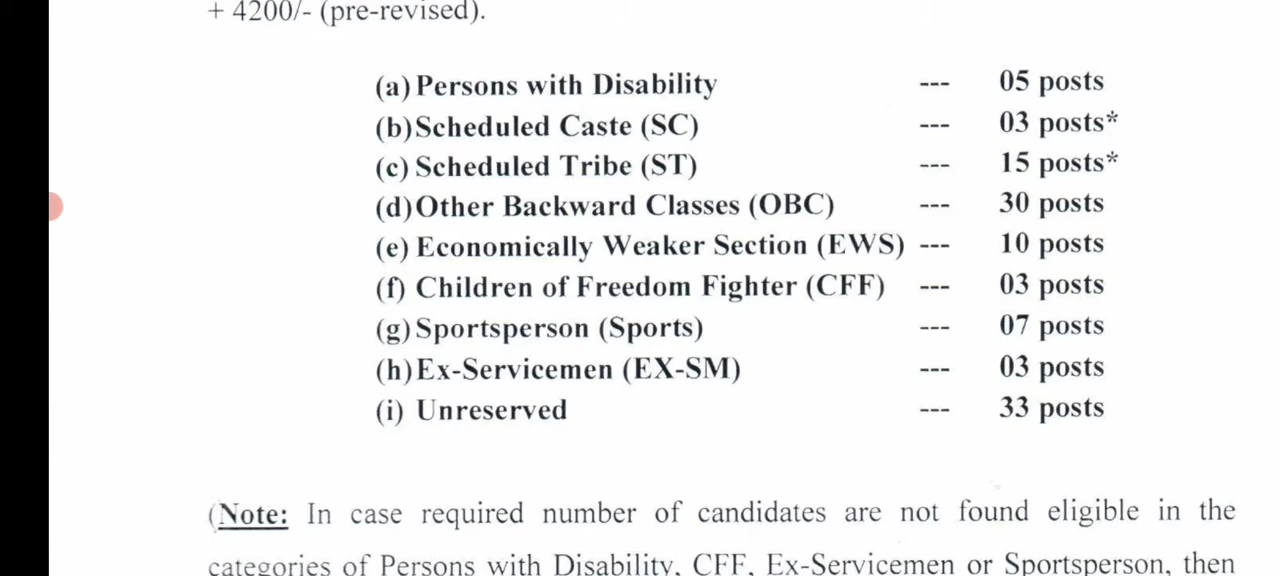 + 4200/- (pre-revised).
(a) Persons with Disability --- 05 posts
(b) Scheduled Caste (SC) --- 03 posts*
(c) Scheduled Tribe (ST) --- 15 posts*
(d) Other Backward Classes (OBC) --- 30 posts
(e) Economically Weaker Section (EWS) --- 10 posts
(f) Children of Freedom Fighter (CFF) --- 03 posts
(g) Sportsperson (Sports) --- 07 posts
(h) Ex-Servicemen (EX-SM) --- 03 posts
(i) Unreserved --- 33 posts
(Note: In case required number of candidates are not found eligible in the
categories of Persons with Disability, CFF, Ex-Servicemen or Sportsperson, then